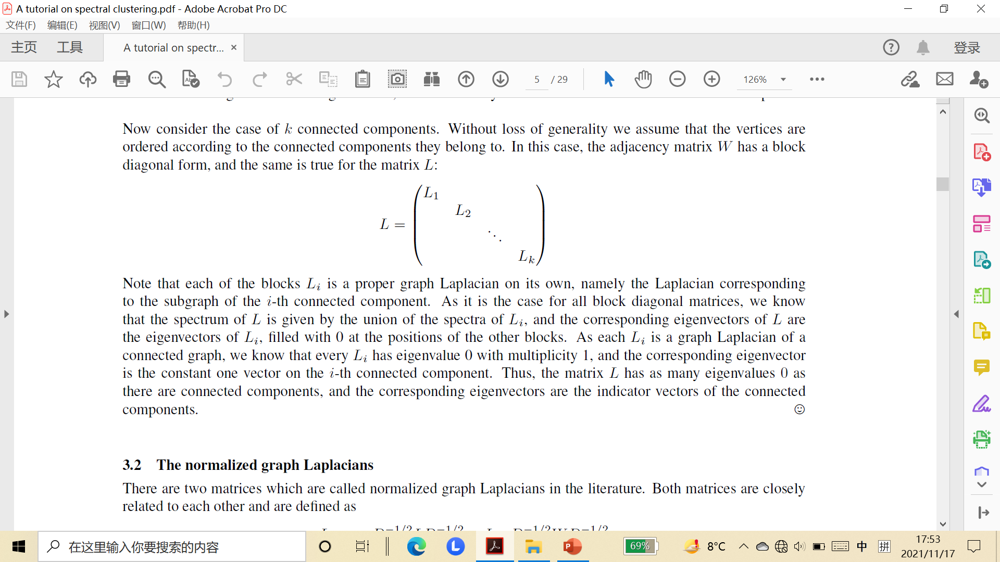 A tutorial on spectral clustering.pdf - Adobe Acrobat Pro DC
文件(F) 编辑(E) 视图(V) 窗口(W) 帮助(H)
主页 工具 A tutorial on spectr... × 登录
5 / 29 126%
Now consider the case of k connected components. Without loss of generality we assume that the vertices are
ordered according to the connected components they belong to. In this case, the adjacency matrix W has a block
diagonal form, and the same is true for the matrix L:
L1
L2
L =
⋱
Lk
Note that each of the blocks Li is a proper graph Laplacian on its own, namely the Laplacian corresponding
to the subgraph of the i-th connected component. As it is the case for all block diagonal matrices, we know
that the spectrum of L is given by the union of the spectra of Li, and the corresponding eigenvectors of L are
the eigenvectors of Li, filled with 0 at the positions of the other blocks. As each Li is a graph Laplacian of a
connected graph, we know that every Li has eigenvalue 0 with multiplicity 1, and the corresponding eigenvector
is the constant one vector on the i-th connected component. Thus, the matrix L has as many eigenvalues 0 as
there are connected components, and the corresponding eigenvectors are the indicator vectors of the connected
components. ☺
3.2 The normalized graph Laplacians
There are two matrices which are called normalized graph Laplacians in the literature. Both matrices are closely
related to each other and are defined as
在这里输入你要搜索的内容 69% 8°C 中 拼 17:53
2021/11/17